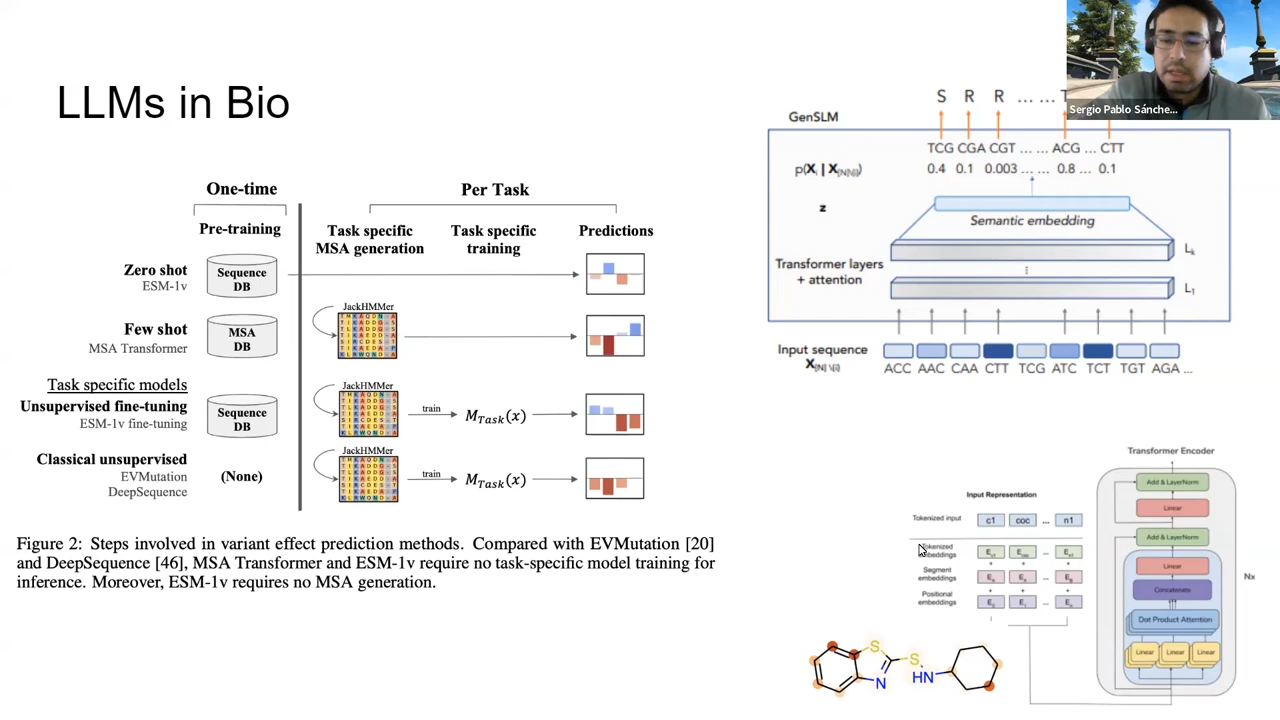 LLMs in Bio
One-time
Per Task
Pre-training
Task specific
MSA generation
Task specific
training
Predictions
Zero shot
ESM-1v
Sequence
DB
Few shot
MSA Transformer
MSA
DB
JackHMMer
Task specific models
Unsupervised fine-tuning
ESM-1v fine-tuning
Sequence
DB
JackHMMer
train
M_Task(x)
Classical unsupervised
EVMutation
DeepSequence
(None)
JackHMMer
train
M_Task(x)
Figure 2: Steps involved in variant effect prediction methods. Compared with EVMutation [20]
and DeepSequence [46], MSA Transformer and ESM-1v require no task-specific model training for
inference. Moreover, ESM-1v requires no MSA generation.
Sergio Pablo Sánche...
GenSLM
S R R ... ...
TCG CGA CGT ... ... ACG ... CTT
0.4 0.1 0.003 ... ... 0.8 ... 0.1
z
Semantic embedding
Transformer layers
+ attention
Lk
L1
Input sequence
ACC AAC CAA CTT TCG ATC TCT TGT AGA ...
Transformer Encoder
Add & LayerNorm
Linear
Add & LayerNorm
Linear
Concatenate
Dot Product Attention
Linear Linear Linear
Nx
Input Representation
Tokenized input
c1 coc ... n1
Tokenized
embeddings
Segment
embeddings
Positional
embeddings
S
S
N
HN